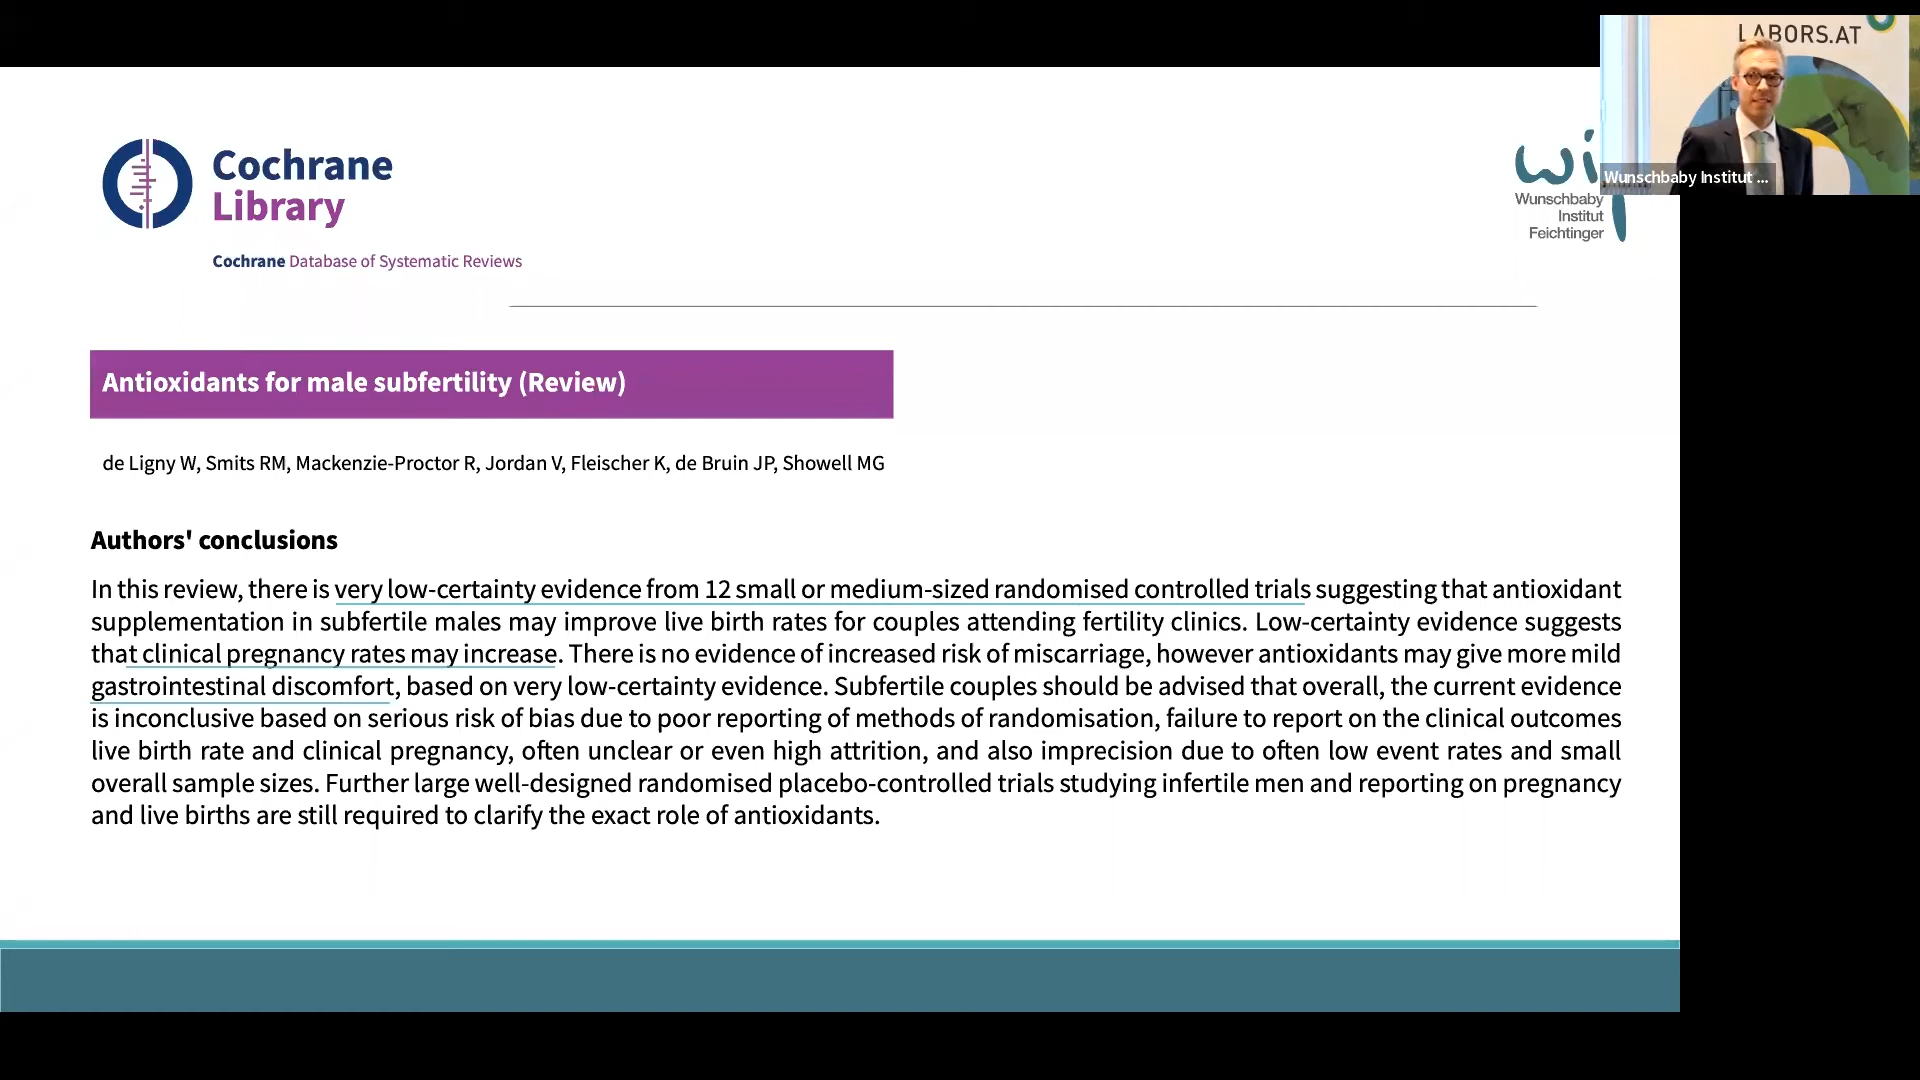 LABORS.AT
Wunschbaby Institut ...
Cochrane
Library
Cochrane Database of Systematic Reviews
wi
Wunschbaby
Institut
Feichtinger
Antioxidants for male subfertility (Review)
de Ligny W, Smits RM, Mackenzie-Proctor R, Jordan V, Fleischer K, de Bruin JP, Showell MG
Authors' conclusions
In this review, there is very low-certainty evidence from 12 small or medium-sized randomised controlled trials suggesting that antioxidant
supplementation in subfertile males may improve live birth rates for couples attending fertility clinics. Low-certainty evidence suggests
that clinical pregnancy rates may increase. There is no evidence of increased risk of miscarriage, however antioxidants may give more mild
gastrointestinal discomfort, based on very low-certainty evidence. Subfertile couples should be advised that overall, the current evidence
is inconclusive based on serious risk of bias due to poor reporting of methods of randomisation, failure to report on the clinical outcomes
live birth rate and clinical pregnancy, often unclear or even high attrition, and also imprecision due to often low event rates and small
overall sample sizes. Further large well-designed randomised placebo-controlled trials studying infertile men and reporting on pregnancy
and live births are still required to clarify the exact role of antioxidants.